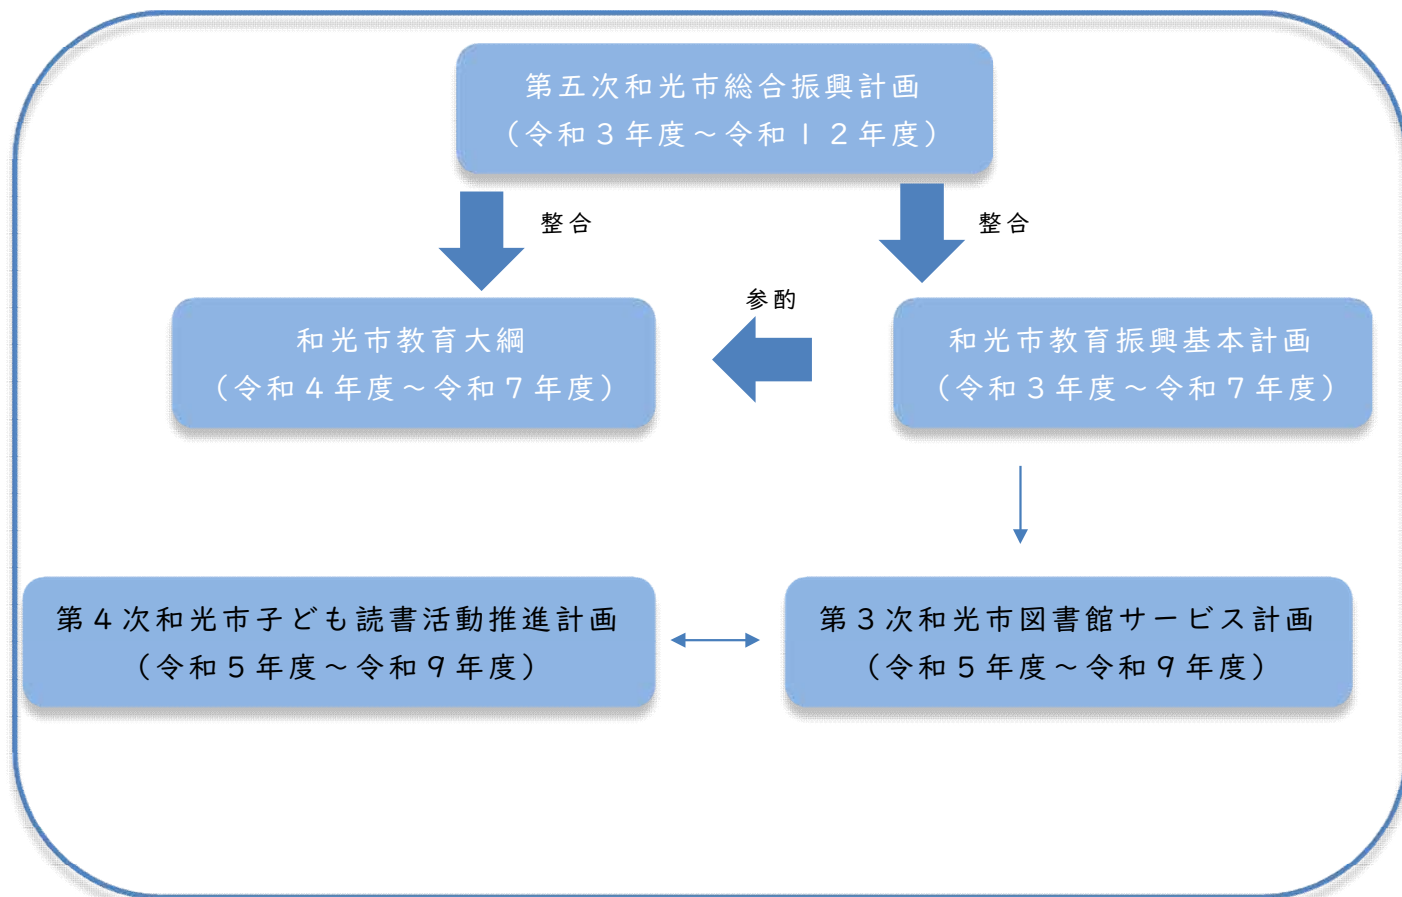 第五次和光市総合振興計画
（令和３年度～令和１２年度）
整合
整合
参酌
和光市教育大綱
（令和４年度～令和７年度）
和光市教育振興基本計画
（令和３年度～令和７年度）
第４次和光市子ども読書活動推進計画
（令和５年度～令和９年度）
第３次和光市図書館サービス計画
（令和５年度～令和９年度）